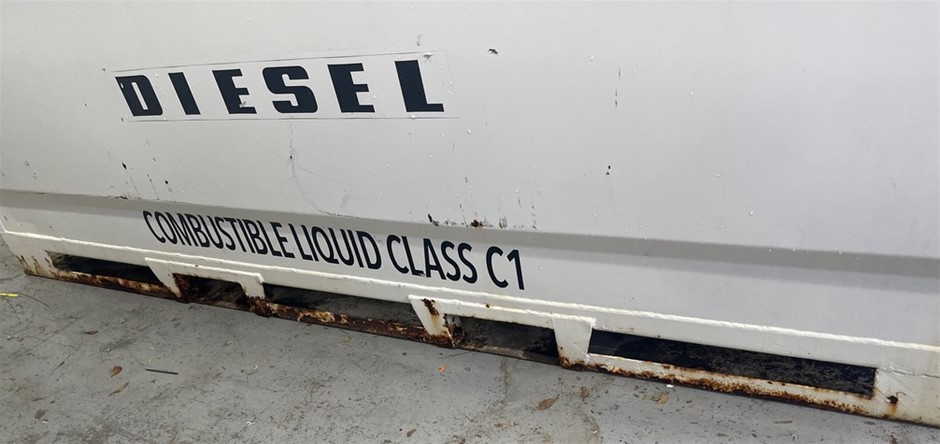 DIESEL
COMBUSTIBLE LIQUID CLASS C1